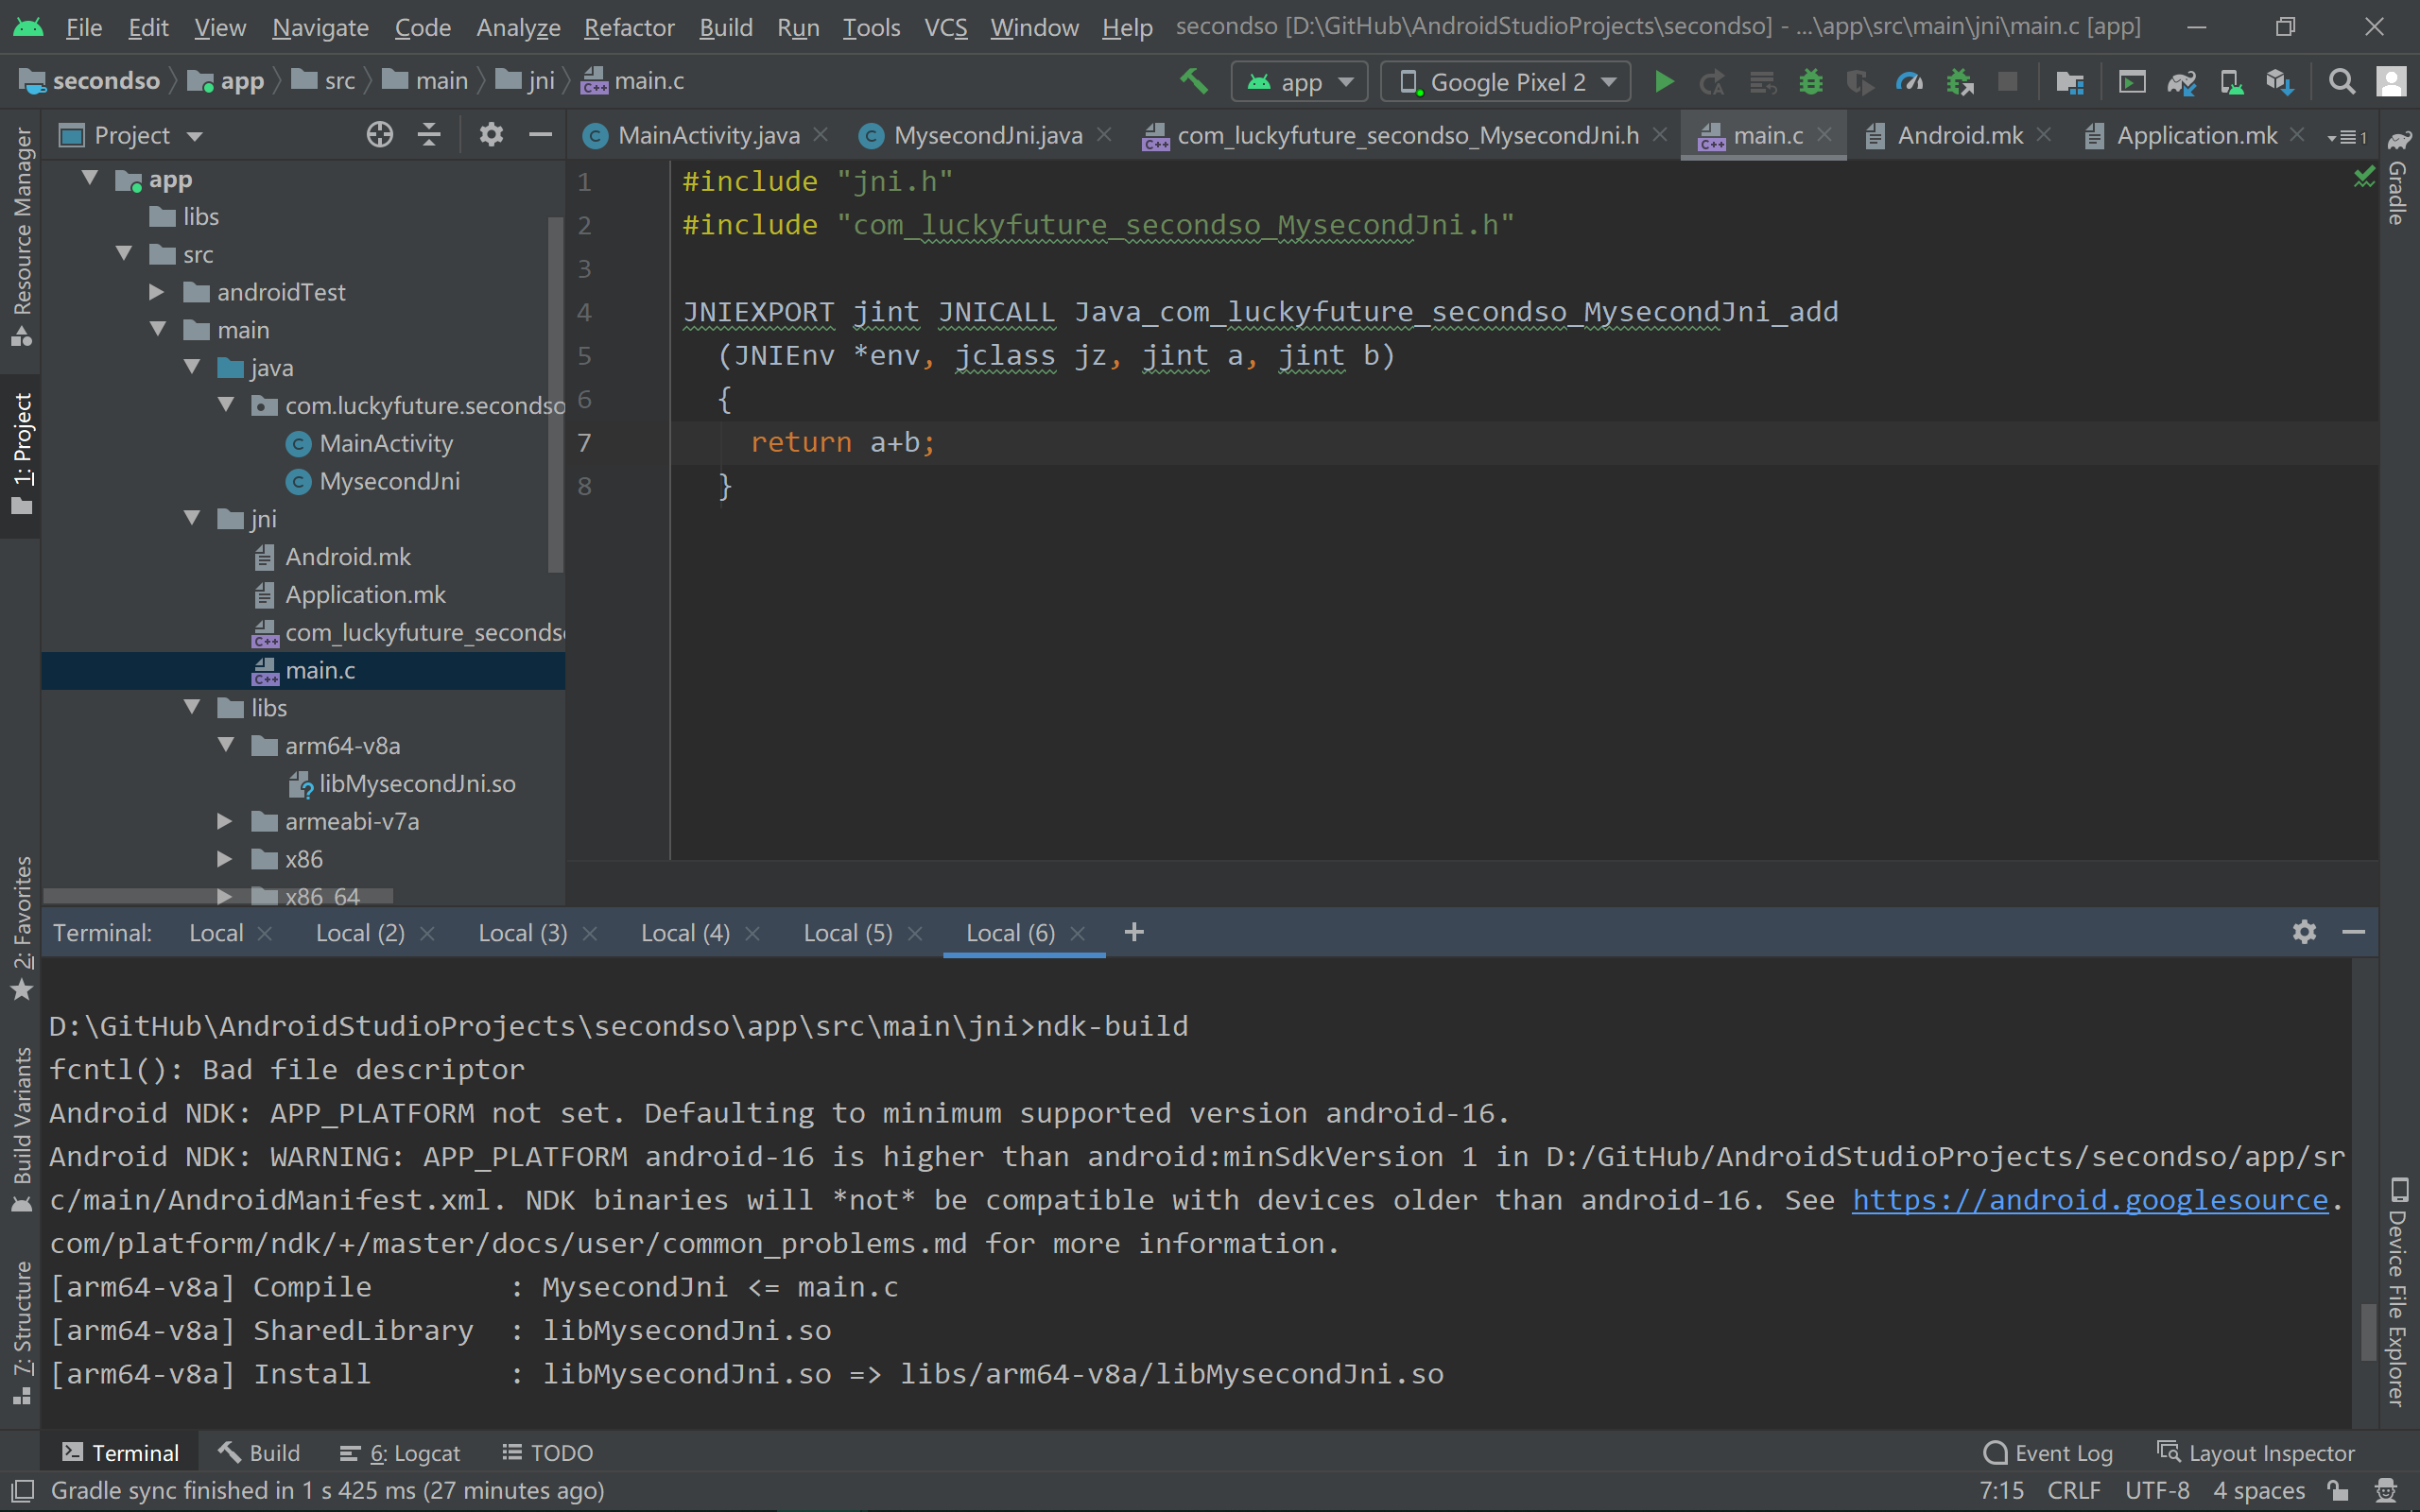 File Edit View Navigate Code Analyze Refactor Build Run Tools VCS Window Help secondso [D:\GitHub\AndroidStudioProjects\secondso] - ...\app\src\main\jni\main.c [app]
secondso app src main jni main.c app Google Pixel 2
Project MainActivity.java MysecondJni.java com_luckyfuture_secondso_MysecondJni.h main.c Android.mk Application.mk 1
Resource Manager
1: Project
2: Favorites
Build Variants
7: Structure
app
libs
src
androidTest
main
java
com.luckyfuture.secondso
MainActivity
MysecondJni
jni
Android.mk
Application.mk
com_luckyfuture_secondso
main.c
libs
arm64-v8a
libMysecondJni.so
armeabi-v7a
x86
x86_64
1 #include "jni.h"
2 #include "com_luckyfuture_secondso_MysecondJni.h"
3
4 JNIEXPORT jint JNICALL Java_com_luckyfuture_secondso_MysecondJni_add
5 (JNIEnv *env, jclass jz, jint a, jint b)
6 {
7 return a+b;
8 }
Gradle
Device File Explorer
Terminal: Local Local (2) Local (3) Local (4) Local (5) Local (6)
D:\GitHub\AndroidStudioProjects\secondso\app\src\main\jni>ndk-build
fcntl(): Bad file descriptor
Android NDK: APP_PLATFORM not set. Defaulting to minimum supported version android-16.
Android NDK: WARNING: APP_PLATFORM android-16 is higher than android:minSdkVersion 1 in D:/GitHub/AndroidStudioProjects/secondso/app/sr
c/main/AndroidManifest.xml. NDK binaries will *not* be compatible with devices older than android-16. See https://android.googlesource.
com/platform/ndk/+/master/docs/user/common_problems.md for more information.
[arm64-v8a] Compile : MysecondJni <= main.c
[arm64-v8a] SharedLibrary : libMysecondJni.so
[arm64-v8a] Install : libMysecondJni.so => libs/arm64-v8a/libMysecondJni.so
Terminal Build 6: Logcat TODO Event Log Layout Inspector
Gradle sync finished in 1 s 425 ms (27 minutes ago) 7:15 CRLF UTF-8 4 spaces